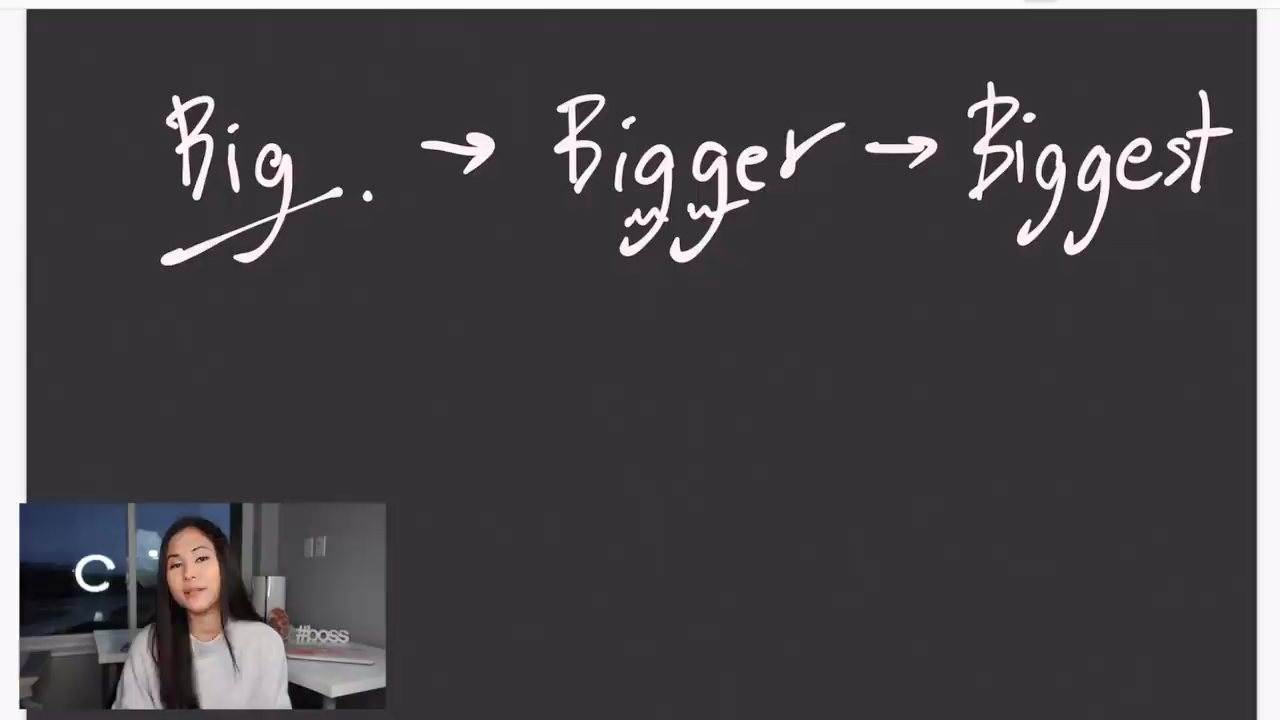 Big. → Bigger → Biggest
#boss